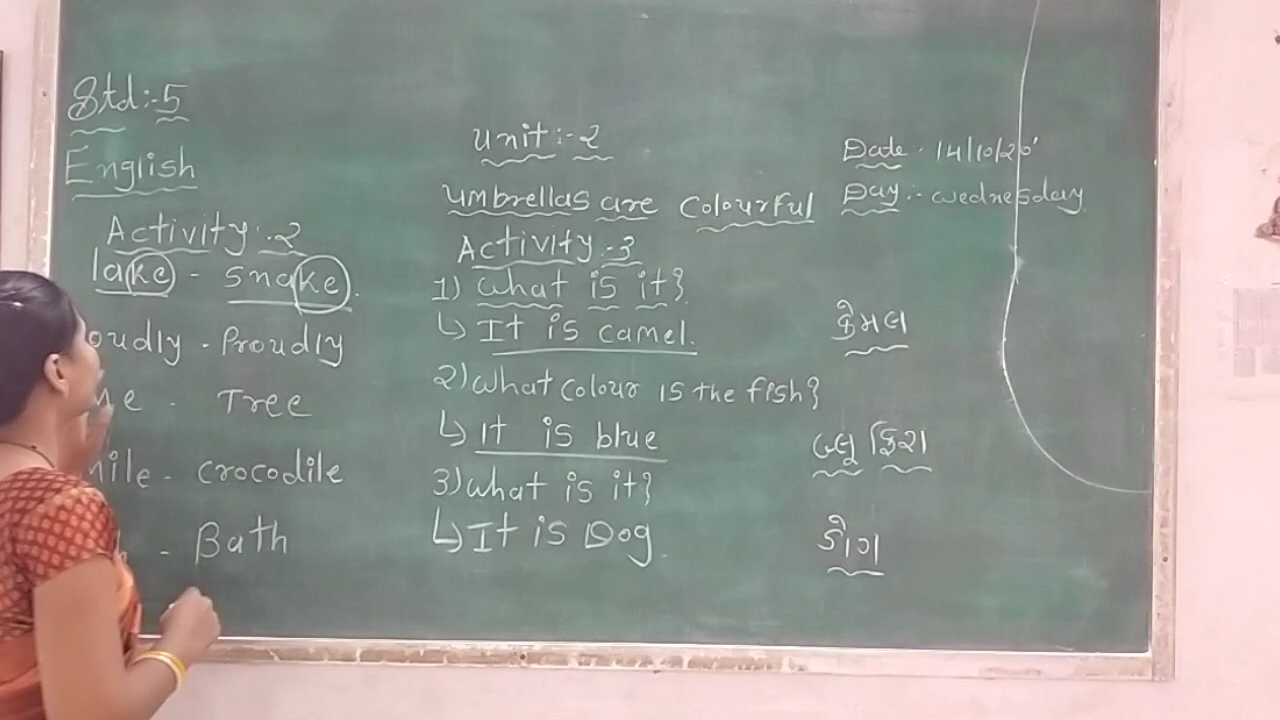 Std:-5
English
Activity:-2
lake - snake.
oudly - Proudly
- Tree
mile - crocodile
- Bath
Unit:-2
Umbrellas are Colourful
Activity-3
1) What is it?
↳ It is camel.
2) What colour is the fish?
↳ It is blue
3) What is it?
↳ It is Dog.
Date - 14/10/20'
Day:- Wednesday
કેમલ
બ્લુ ફિશ
ડોગ